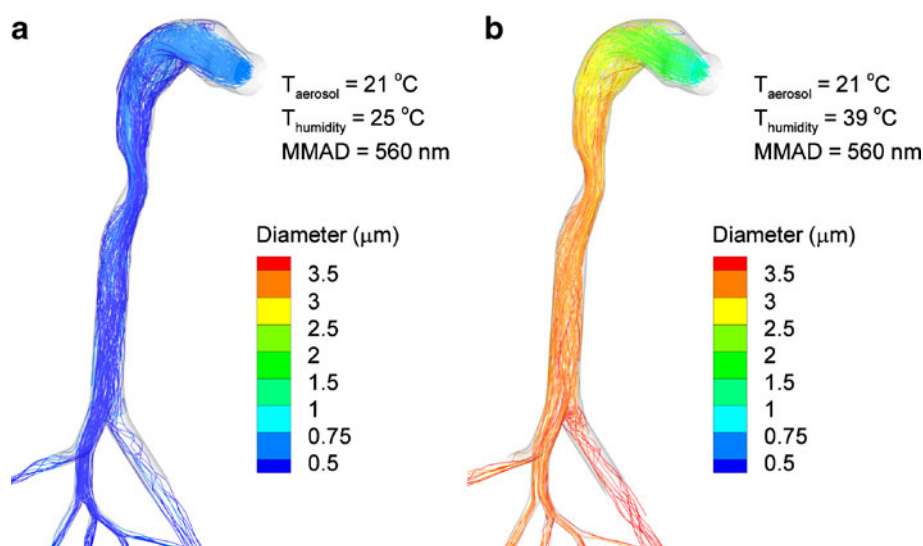 a
T_aerosol = 21 °C
T_humidity = 25 °C
MMAD = 560 nm
Diameter (μm)
3.5
3
2.5
2
1.5
1
0.75
0.5
b
T_aerosol = 21 °C
T_humidity = 39 °C
MMAD = 560 nm
Diameter (μm)
3.5
3
2.5
2
1.5
1
0.75
0.5